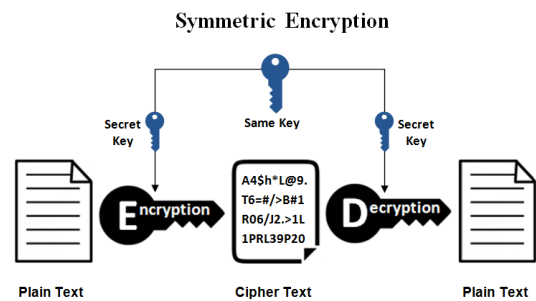 Symmetric Encryption
Secret
Key
Same Key
Secret
Key
Encryption
A4$h*L@9.
T6=#/>B#1
R06/J2.>1L
1PRL39P20
Decryption
Plain Text
Cipher Text
Plain Text